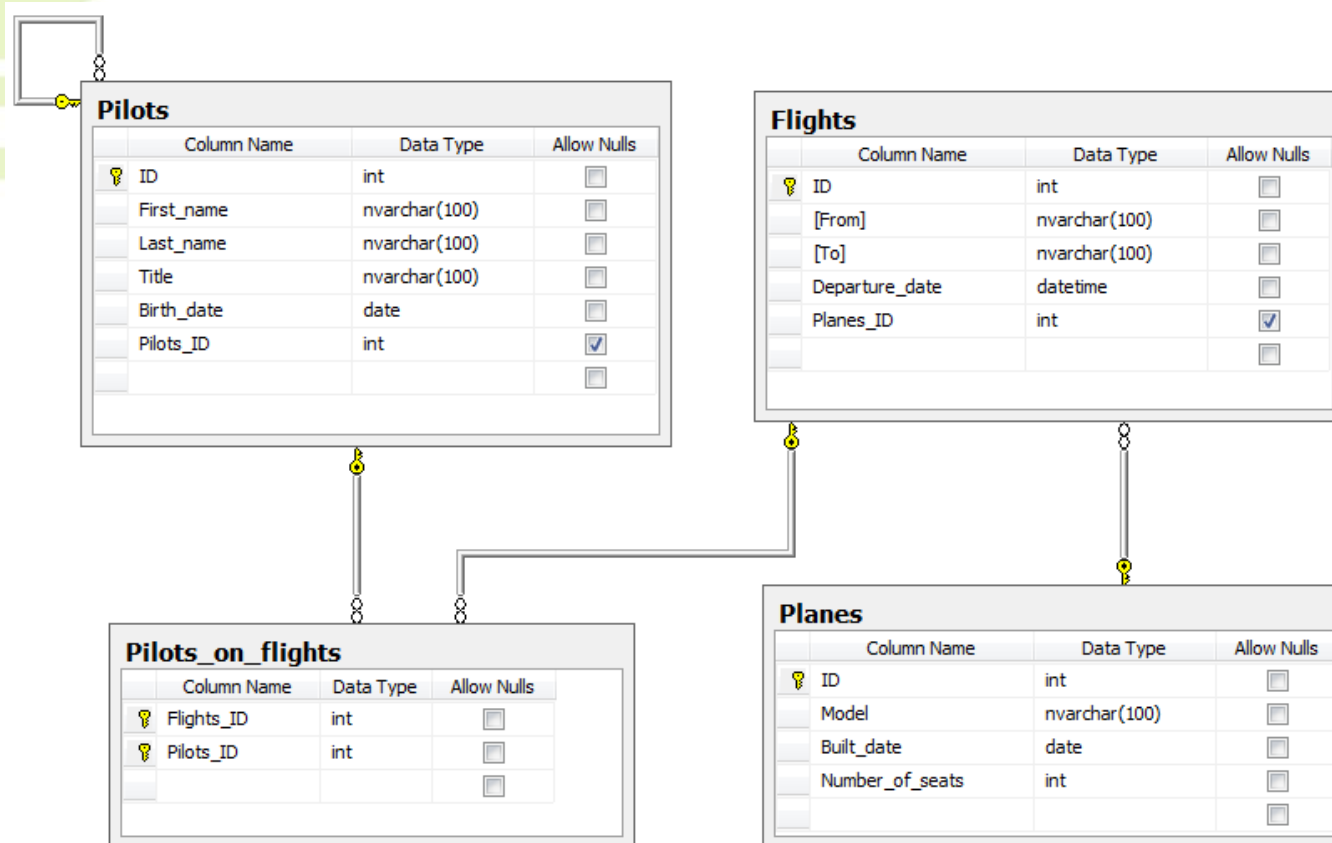 Pilots
Column Name Data Type Allow Nulls
ID int
First_name nvarchar(100)
Last_name nvarchar(100)
Title nvarchar(100)
Birth_date date
Pilots_ID int
Flights
Column Name Data Type Allow Nulls
ID int
[From] nvarchar(100)
[To] nvarchar(100)
Departure_date datetime
Planes_ID int
Pilots_on_flights
Column Name Data Type Allow Nulls
Flights_ID int
Pilots_ID int
Planes
Column Name Data Type Allow Nulls
ID int
Model nvarchar(100)
Built_date date
Number_of_seats int